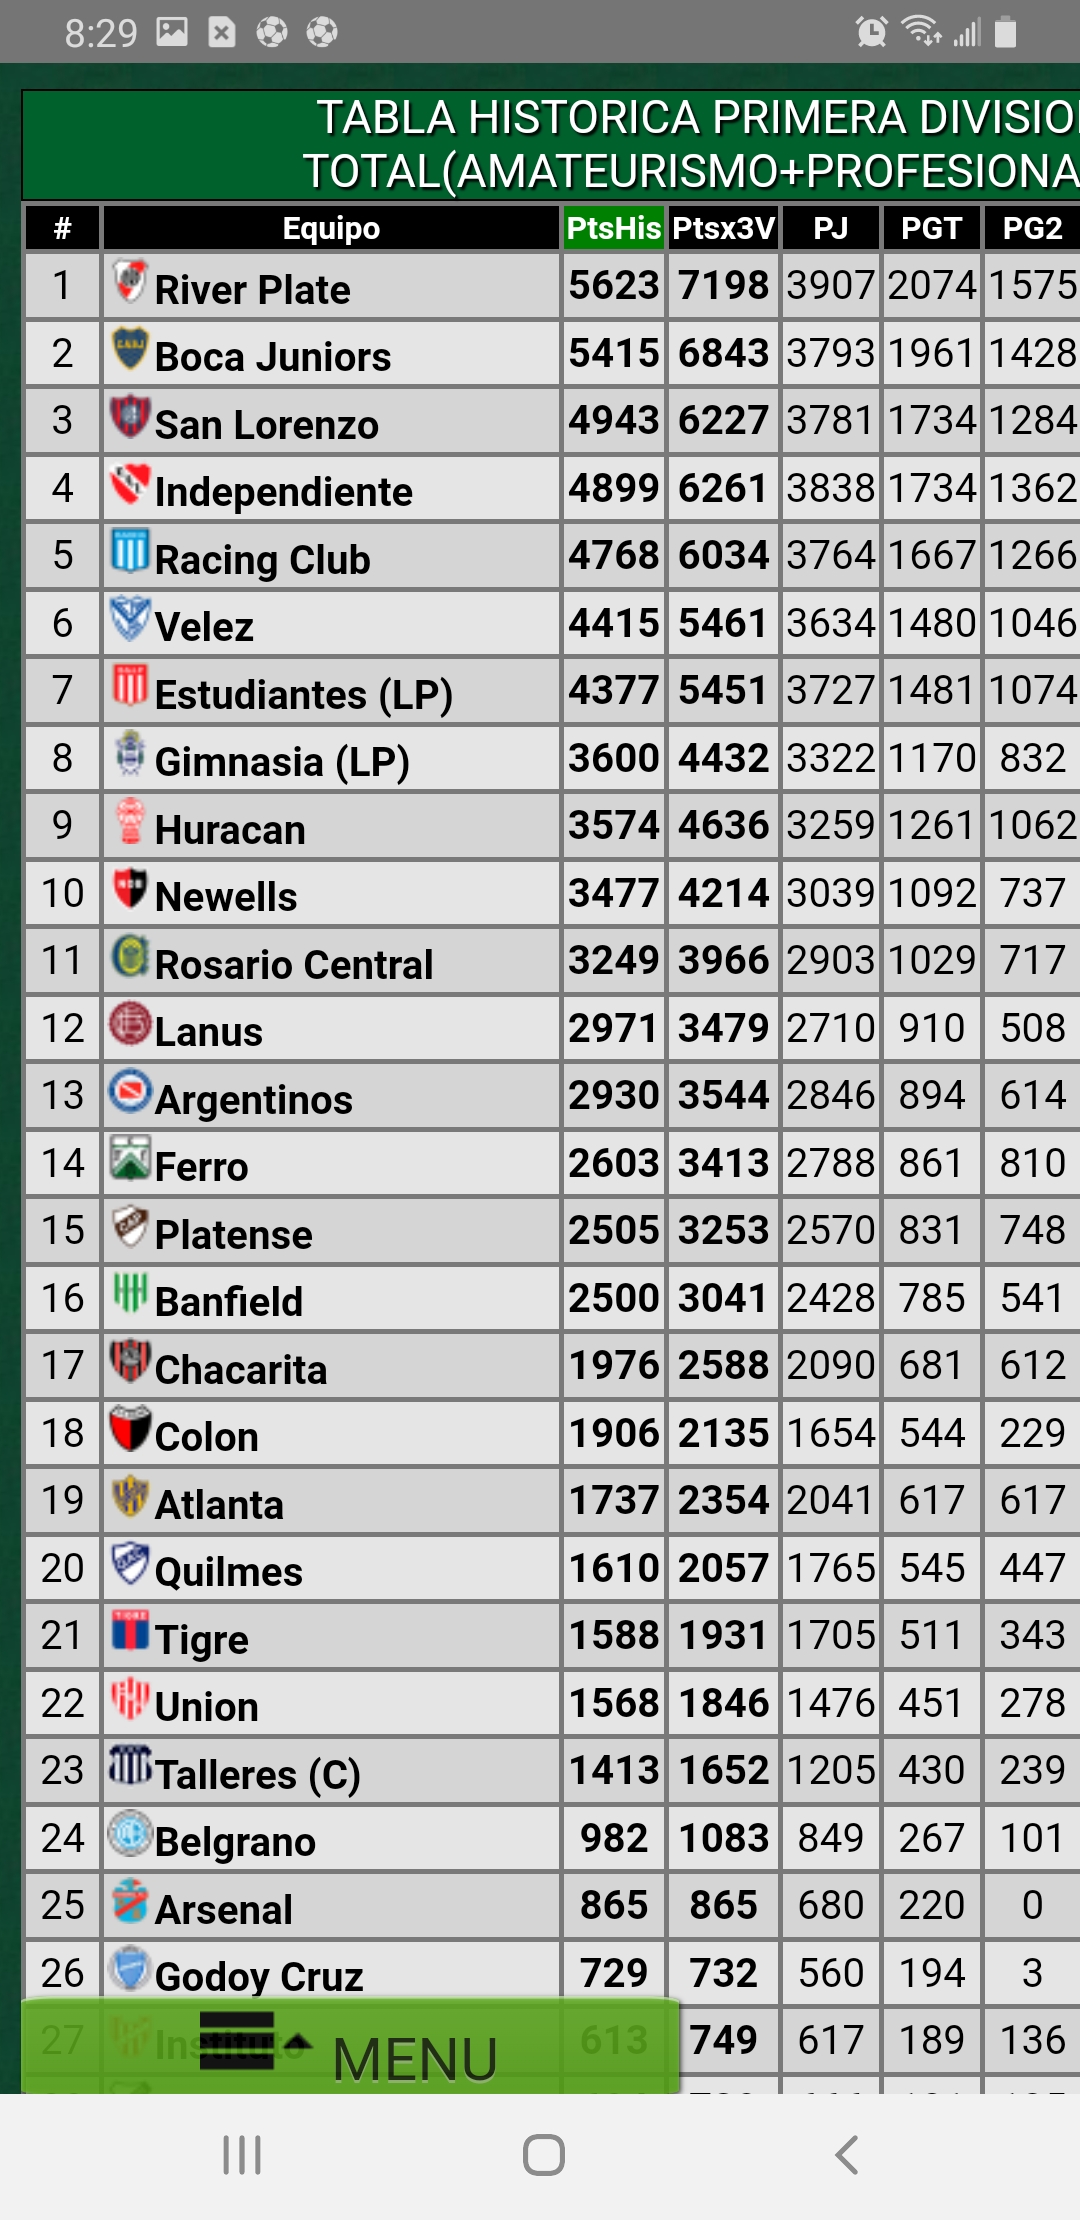 8:29
TABLA HISTORICA PRIMERA DIVISIO
TOTAL(AMATEURISMO+PROFESIONA
# Equipo PtsHis Ptsx3V PJ PGT PG2
1 River Plate 5623 7198 3907 2074 1575
2 Boca Juniors 5415 6843 3793 1961 1428
3 San Lorenzo 4943 6227 3781 1734 1284
4 Independiente 4899 6261 3838 1734 1362
5 Racing Club 4768 6034 3764 1667 1266
6 Velez 4415 5461 3634 1480 1046
7 Estudiantes (LP) 4377 5451 3727 1481 1074
8 Gimnasia (LP) 3600 4432 3322 1170 832
9 Huracan 3574 4636 3259 1261 1062
10 Newells 3477 4214 3039 1092 737
11 Rosario Central 3249 3966 2903 1029 717
12 Lanus 2971 3479 2710 910 508
13 Argentinos 2930 3544 2846 894 614
14 Ferro 2603 3413 2788 861 810
15 Platense 2505 3253 2570 831 748
16 Banfield 2500 3041 2428 785 541
17 Chacarita 1976 2588 2090 681 612
18 Colon 1906 2135 1654 544 229
19 Atlanta 1737 2354 2041 617 617
20 Quilmes 1610 2057 1765 545 447
21 Tigre 1588 1931 1705 511 343
22 Union 1568 1846 1476 451 278
23 Talleres (C) 1413 1652 1205 430 239
24 Belgrano 982 1083 849 267 101
25 Arsenal 865 865 680 220 0
26 Godoy Cruz 729 732 560 194 3
27 Instituto 613 749 617 189 136
MENU